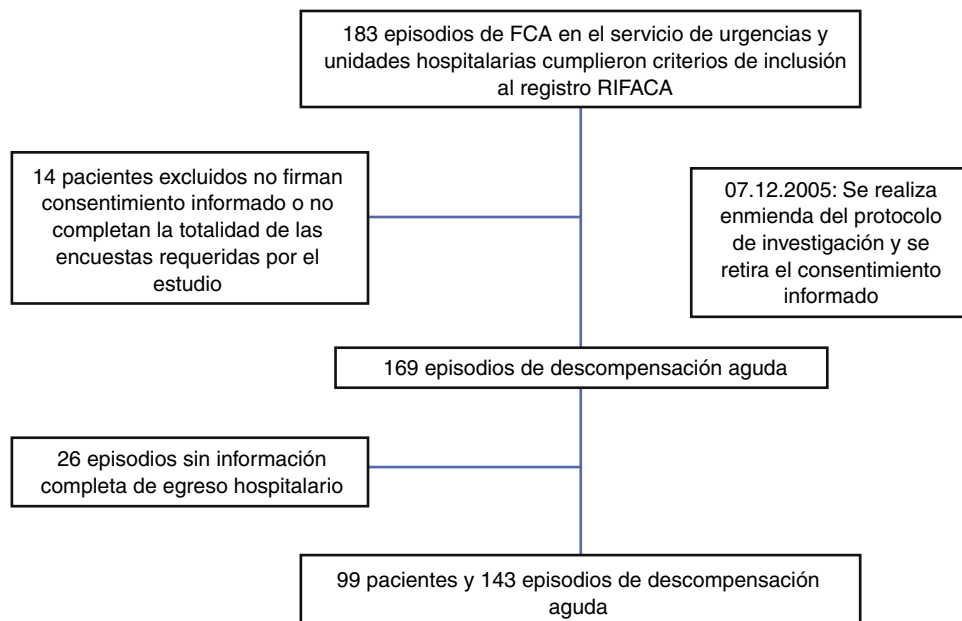 183 episodios de FCA en el servicio de urgencias y
unidades hospitalarias cumplieron criterios de inclusión
al registro RIFACA
14 pacientes excluidos no firman
consentimiento informado o no
completan la totalidad de las
encuestas requeridas por el
estudio
07.12.2005: Se realiza
enmienda del protocolo
de investigación y se
retira el consentimiento
informado
169 episodios de descompensación aguda
26 episodios sin información
completa de egreso hospitalario
99 pacientes y 143 episodios de descompensación
aguda